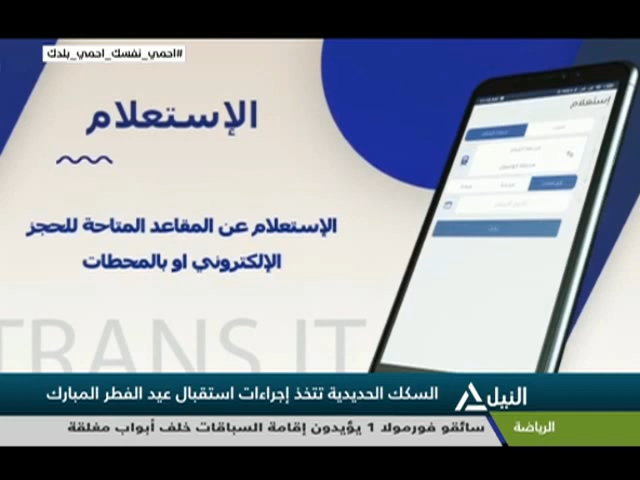 #احمي_نفسك_احمي_بلدك
الإستعلام
إستعلام
الإستعلام عن المقاعد المتاحة للحجز
الإلكتروني او بالمحطات
TRANS IT
النيل
السكك الحديدية تتخذ إجراءات استقبال عيد الفطر المبارك
الرياضة
سائقو فورمولا 1 يؤيدون إقامة السباقات خلف أبواب مغلقة